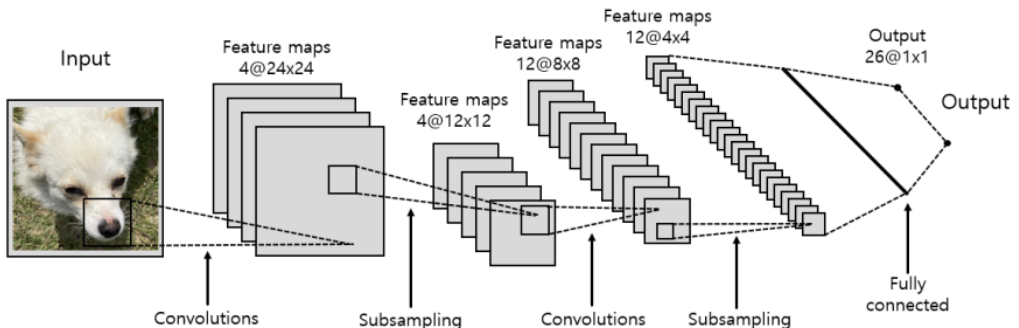 Input
Feature maps
4@24x24
Feature maps
4@12x12
Feature maps
12@8x8
Feature maps
12@4x4
Output
26@1x1
Output
Convolutions
Subsampling
Convolutions
Subsampling
Fully
connected